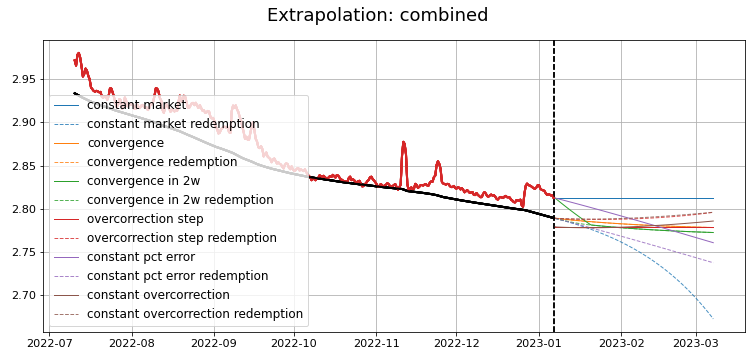 Extrapolation: combined
2.95
2.90
2.85
2.80
2.75
2.70
constant market
constant market redemption
convergence
convergence redemption
convergence in 2w
convergence in 2w redemption
overcorrection step
overcorrection step redemption
constant pct error
constant pct error redemption
constant overcorrection
constant overcorrection redemption
2022-07 2022-08 2022-09 2022-10 2022-11 2022-12 2023-01 2023-02 2023-03